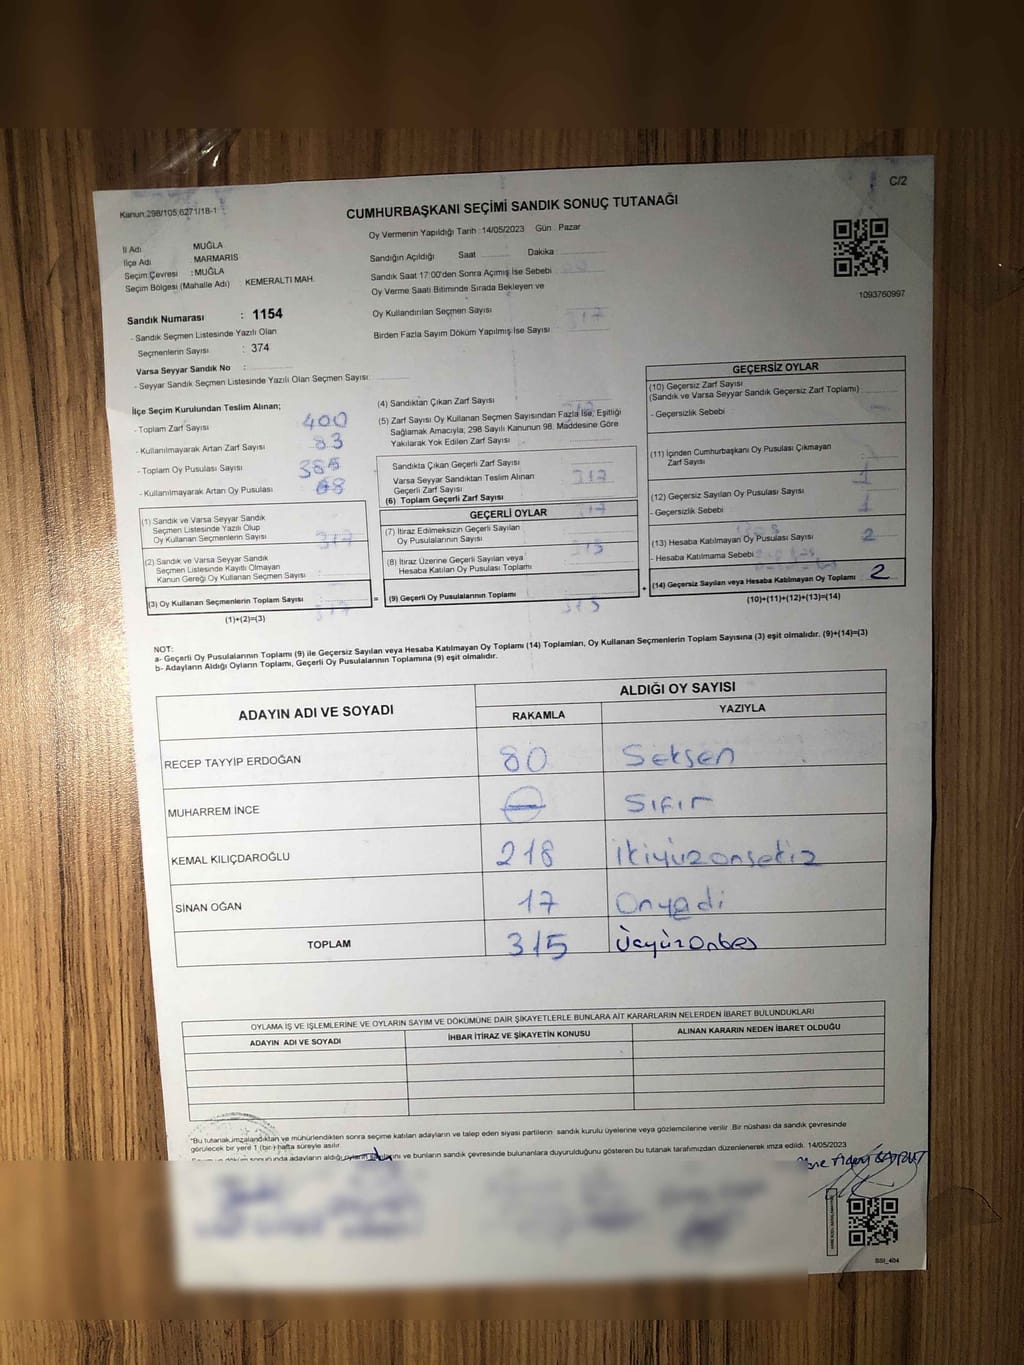 C/2
Kanun:298/105;6271/18-1
CUMHURBAŞKANI SEÇİMİ SANDIK SONUÇ TUTANAĞI
Oy Vermenin Yapıldığı Tarih : 14/05/2023 Gün : Pazar
İl Adı MUĞLA
İlçe Adı MARMARİS
Seçim Çevresi : MUĞLA
Seçim Bölgesi (Mahalle Adı) : KEMERALTI MAH.
Sandığın Açıldığı Saat Dakika
Sandık Saat 17:00'den Sonra Açımış İse Sebebi
Oy Verme Saati Bitiminde Sırada Bekleyen ve
Oy Kullandırılan Seçmen Sayısı
Birden Fazla Sayım Döküm Yapılmış İse Sayısı
317
1093760997
Sandık Numarası : 1154
- Sandık Seçmen Listesinde Yazılı Olan
Seçmenlerin Sayısı : 374
Varsa Seyyar Sandık No :
- Seyyar Sandık Seçmen Listesinde Yazılı Olan Seçmen Sayısı:
İlçe Seçim Kurulundan Teslim Alınan;
- Toplam Zarf Sayısı 400
- Kullanılmayarak Artan Zarf Sayısı 83
- Toplam Oy Pusulası Sayısı 385
- Kullanılmayarak Artan Oy Pusulası 68
(1) Sandık ve Varsa Seyyar Sandık
Seçmen Listesinde Yazılı Olup
Oy Kullanan Seçmenlerin Sayısı 317
(2) Sandık ve Varsa Seyyar Sandık
Seçmen Listesinde Kayıtlı Olmayan
Kanun Gereği Oy Kullanan Seçmen Sayısı
(3) Oy Kullanan Seçmenlerin Toplam Sayısı 317
(1)+(2)=(3)
(4) Sandıktan Çıkan Zarf Sayısı
(5) Zarf Sayısı Oy Kullanan Seçmen Sayısından Fazla İse, Eşitliği
Sağlamak Amacıyla; 298 Sayılı Kanunun 98. Maddesine Göre
Yakılarak Yok Edilen Zarf Sayısı
Sandıkta Çıkan Geçerli Zarf Sayısı
Varsa Seyyar Sandıktan Teslim Alınan 317
Geçerli Zarf Sayısı
(6) Toplam Geçerli Zarf Sayısı
GEÇERLİ OYLAR
(7) İtiraz Edilmeksizin Geçerli Sayılan
Oy Pusulasının Sayısı 315
(8) İtiraz Üzerine Geçerli Sayılan veya
Hesaba Katılan Oy Pusulası Toplamı
= (9) Geçerli Oy Pusulalarının Toplamı 315
+
GEÇERSİZ OYLAR
(10) Geçersiz Zarf Sayısı
(Sandık ve Varsa Seyyar Sandık Geçersiz Zarf Toplamı)
- Geçersizlik Sebebi
(11) İçinden Cumhurbaşkanı Oy Pusulası Çıkmayan
Zarf Sayısı 1
(12) Geçersiz Sayılan Oy Pusulası Sayısı 1
- Geçersizlik Sebebi
(13) Hesaba Katılmayan Oy Pusulası Sayısı 2
- Hesaba Katılmama Sebebi
(14) Geçersiz Sayılan veya Hesaba Katılmayan Oy Toplamı 2
(10)+(11)+(12)+(13)=(14)
NOT:
a- Geçerli Oy Pusulalarının Toplamı (9) ile Geçersiz Sayılan veya Hesaba Katılmayan Oy Toplamı (14) Toplamları, Oy Kullanan Seçmenlerin Toplam Sayısına (3) eşit olmalıdır. (9)+(14)=(3)
b- Adayların Aldığı Oyların Toplamı, Geçerli Oy Pusulalarının Toplamına (9) eşit olmalıdır.
ADAYIN ADI VE SOYADI ALDIĞI OY SAYISI
RAKAMLA YAZIYLA
RECEP TAYYİP ERDOĞAN 80 Seksen
MUHARREM İNCE Sıfır
KEMAL KILIÇDAROĞLU 218 İkiyüzonsekiz
SİNAN OĞAN 17 Onyedi
TOPLAM 315 Üçyüzonbeş
OYLAMA İŞ VE İŞLEMLERİNE VE OYLARIN SAYIM VE DÖKÜMÜNE DAİR ŞİKAYETLERLE BUNLARA AİT KARARLARIN NELERDEN İBARET BULUNDUKLARI
ADAYIN ADI VE SOYADI İHBAR İTİRAZ VE ŞİKAYETİN KONUSU ALINAN KARARIN NEDEN İBARET OLDUĞU
*Bu tutanak,imzalandıktan ve mühürlendikten sonra seçime katılan adayların ve talep eden siyasi partilerin sandık kurulu üyelerine veya gözlemcilerine verilir. Bir nüshası da sandık çevresinde
görülecek bir yere 1 (bir) hafta süreyle asılır.
adayların aldığı oyların ve bunların sandık çevresinde bulunanlara duyurulduğunu gösteren bu tutanak tarafımızdan düzenlenerek imza edildi. 14/05/2023
SSI_404